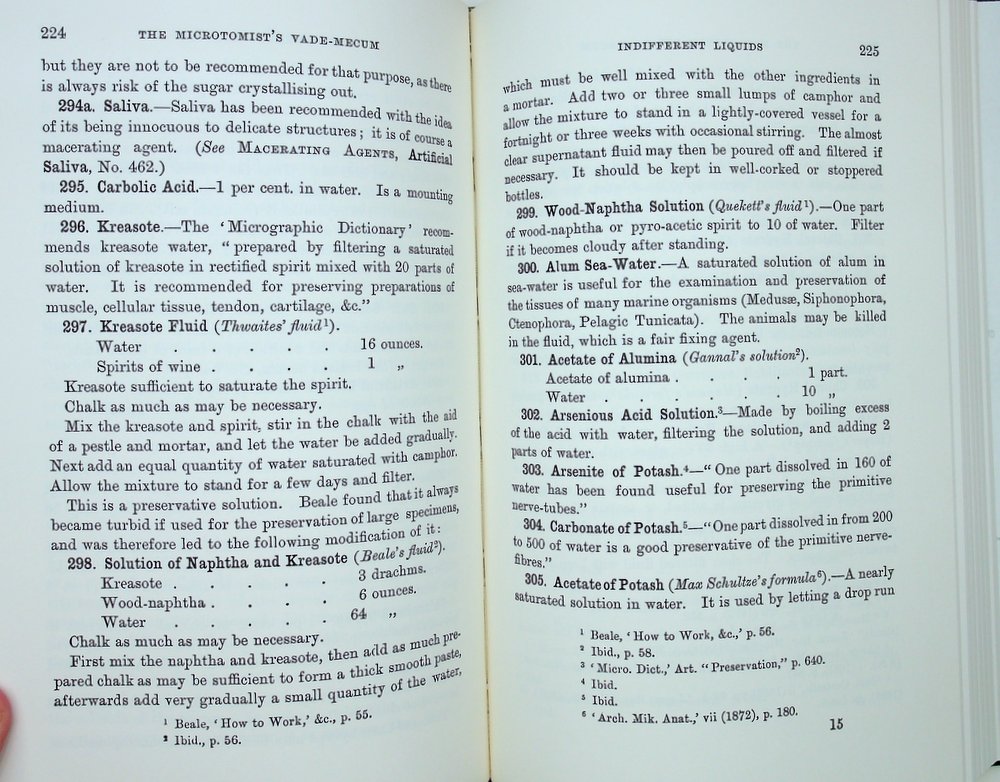 224
THE MICROTOMIST'S VADE-MECUM
but they are not to be recommended for that purpose, as there
is always risk of the sugar crystallising out.
294a. Saliva.—Saliva has been recommended with the idea
of its being innocuous to delicate structures; it is of course a
macerating agent. (See MACERATING AGENTS, Artificial
Saliva, No. 462.)
295. Carbolic Acid.—1 per cent. in water. Is a mounting
medium.
296. Kreasote.—The 'Micrographic Dictionary' recom-
mends kreasote water, "prepared by filtering a saturated
solution of kreasote in rectified spirit mixed with 20 parts of
water. It is recommended for preserving preparations of
muscle, cellular tissue, tendon, cartilage, &c."
297. Kreasote Fluid (Thwaites' fluid¹).
Water . . . . . 16 ounces.
Spirits of wine . . . . 1 „
Kreasote sufficient to saturate the spirit.
Chalk as much as may be necessary.
Mix the kreasote and spirit, stir in the chalk with the aid
of a pestle and mortar, and let the water be added gradually.
Next add an equal quantity of water saturated with camphor.
Allow the mixture to stand for a few days and filter.
This is a preservative solution. Beale found that it always
became turbid if used for the preservation of large specimens,
and was therefore led to the following modification of it:
298. Solution of Naphtha and Kreasote (Beale's fluid²).
Kreasote . . . . . 3 drachms.
Wood-naphtha . . . . 6 ounces.
Water . . . . . 64 „
Chalk as much as may be necessary.
First mix the naphtha and kreasote, then add as much pre-
pared chalk as may be sufficient to form a thick smooth paste,
afterwards add very gradually a small quantity of the water,
¹ Beale, 'How to Work,' &c., p. 55.
² Ibid., p. 56.
INDIFFERENT LIQUIDS
225
which must be well mixed with the other ingredients in
a mortar. Add two or three small lumps of camphor and
allow the mixture to stand in a lightly-covered vessel for a
fortnight or three weeks with occasional stirring. The almost
clear supernatant fluid may then be poured off and filtered if
necessary. It should be kept in well-corked or stoppered
bottles.
299. Wood-Naphtha Solution (Quekett's fluid¹).—One part
of wood-naphtha or pyro-acetic spirit to 10 of water. Filter
if it becomes cloudy after standing.
300. Alum Sea-Water.—A saturated solution of alum in
sea-water is useful for the examination and preservation of
the tissues of many marine organisms (Medusæ, Siphonophora,
Ctenophora, Pelagic Tunicata). The animals may be killed
in the fluid, which is a fair fixing agent.
301. Acetate of Alumina (Gannal's solution²).
Acetate of alumina . . . . 1 part.
Water . . . . . . 10 „
302. Arsenious Acid Solution.³—Made by boiling excess
of the acid with water, filtering the solution, and adding 2
parts of water.
303. Arsenite of Potash.⁴—"One part dissolved in 160 of
water has been found useful for preserving the primitive
nerve-tubes."
304. Carbonate of Potash.⁵—"One part dissolved in from 200
to 500 of water is a good preservative of the primitive nerve-
fibres."
305. Acetate of Potash (Max Schultze's formula⁶).—A nearly
saturated solution in water. It is used by letting a drop run
¹ Beale, 'How to Work, &c.,' p. 56.
² Ibid., p. 58.
³ 'Micro. Dict.,' Art. "Preservation," p. 640.
⁴ Ibid.
⁵ Ibid.
⁶ 'Arch. Mik. Anat.,' vii (1872), p. 180.
15